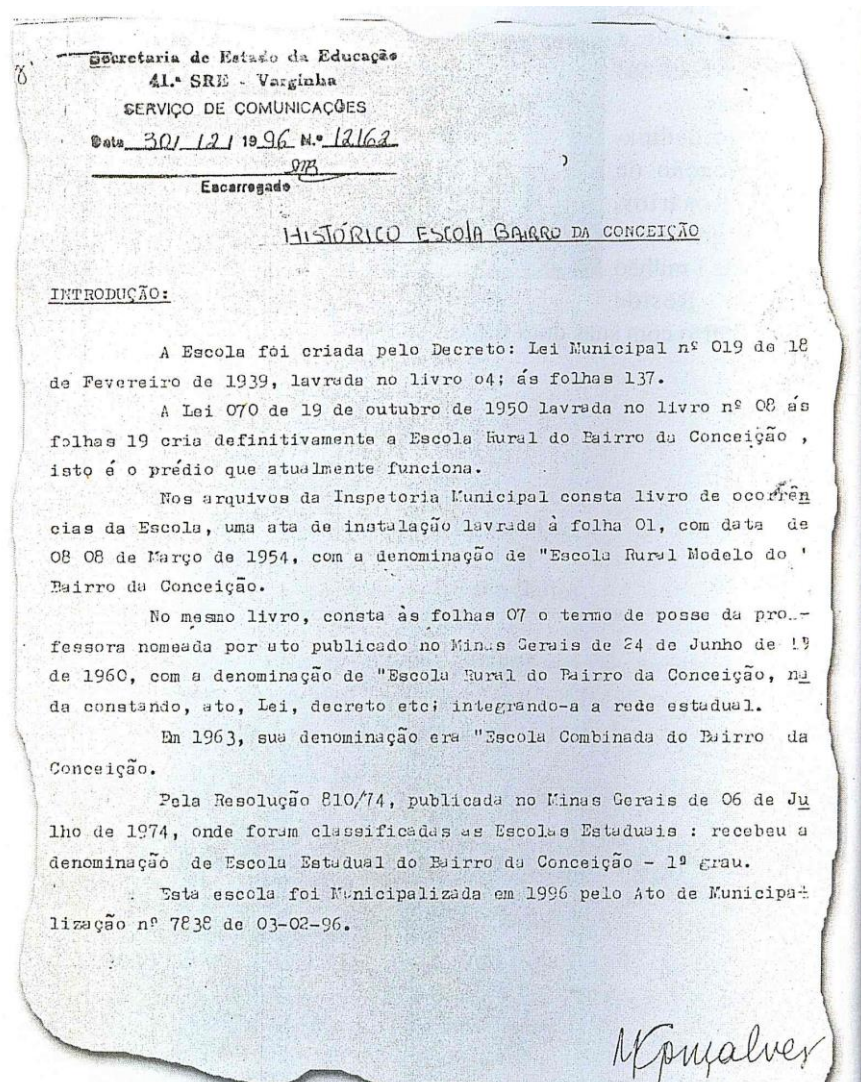 Secretaria de Estado da Educação
41.ª SRE - Varginha
SERVIÇO DE COMUNICAÇÕES
Data 30/ 12/ 1996 N.º 12162
Encarregado
HISTÓRICO ESCOLA BAIRRO DA CONCEIÇÃO
INTRODUÇÃO:
A Escola foi criada pelo Decreto: Lei Municipal nº 019 de 18
de Fevereiro de 1939, lavrada no livro o4; ás folhas 137.
A Lei 070 de 19 de outubro de 1950 lavrada no livro nº 08 ás
folhas 19 cria definitivamente a Escola Rural do Bairro da Conceição ,
isto é o prédio que atualmente funciona.
Nos arquivos da Inspetoria Municipal consta livro de ocorrên
cias da Escola, uma ata de instalação lavrada à folha 01, com data de
08 08 de Março de 1954, com a denominação de "Escola Rural Modelo do '
Bairro da Conceição.
No mesmo livro, consta às folhas 07 o termo de posse da pro-
fessora nomeada por ato publicado no Minas Gerais de 24 de Junho de 19
de 1960, com a denominação de "Escola Rural do Bairro da Conceição, na
da constando, ato, Lei, decreto etc; integrando-a a rede estadual.
Em 1963, sua denominação era "Escola Combinada do Bairro da
Conceição.
Pela Resolução 810/74, publicada no Minas Gerais de 06 de Ju
lho de 1974, onde foram classificadas as Escolas Estaduais : recebeu a
denominação de Escola Estadual do Bairro da Conceição - 1º grau.
Esta escola foi Municipalizada em 1996 pelo Ato de Municipa-
lização nº 7838 de 03-02-96.
MGonçalves